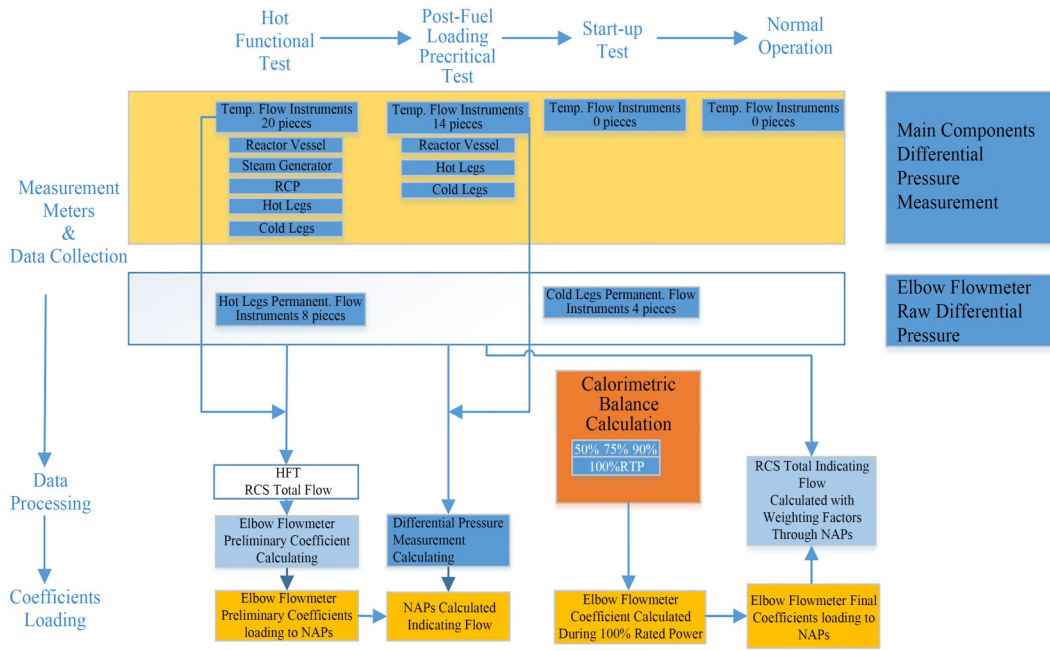 Hot
Functional
Test
Post-Fuel
Loading
Precritical
Test
Start-up
Test
Normal
Operation
Measurement
Meters
&
Data Collection
Data
Processing
Coefficients
Loading
Temp. Flow Instruments
20 pieces
Reactor Vessel
Steam Generator
RCP
Hot Legs
Cold Legs
Temp. Flow Instruments
14 pieces
Reactor Vessel
Hot Legs
Cold Legs
Temp. Flow Instruments
0 pieces
Temp. Flow Instruments
0 pieces
Main Components
Differential
Pressure
Measurement
Hot Legs Permanent. Flow
Instruments 8 pieces
Cold Legs Permanent. Flow
Instruments 4 pieces
Elbow Flowmeter
Raw Differential
Pressure
Calorimetric
Balance
Calculation
50% 75% 90%
100%RTP
HFT
RCS Total Flow
Elbow Flowmeter
Preliminary Coefficient
Calculating
Differential Pressure
Measurement
Calculating
RCS Total Indicating
Flow
Calculated with
Weighting Factors
Through NAPs
Elbow Flowmeter
Preliminary Coefficients
loading to NAPs
NAPs Calculated
Indicating Flow
Elbow Flowmeter
Coefficient Calculated
During 100% Rated Power
Elbow Flowmeter Final
Coefficients loading to
NAPs